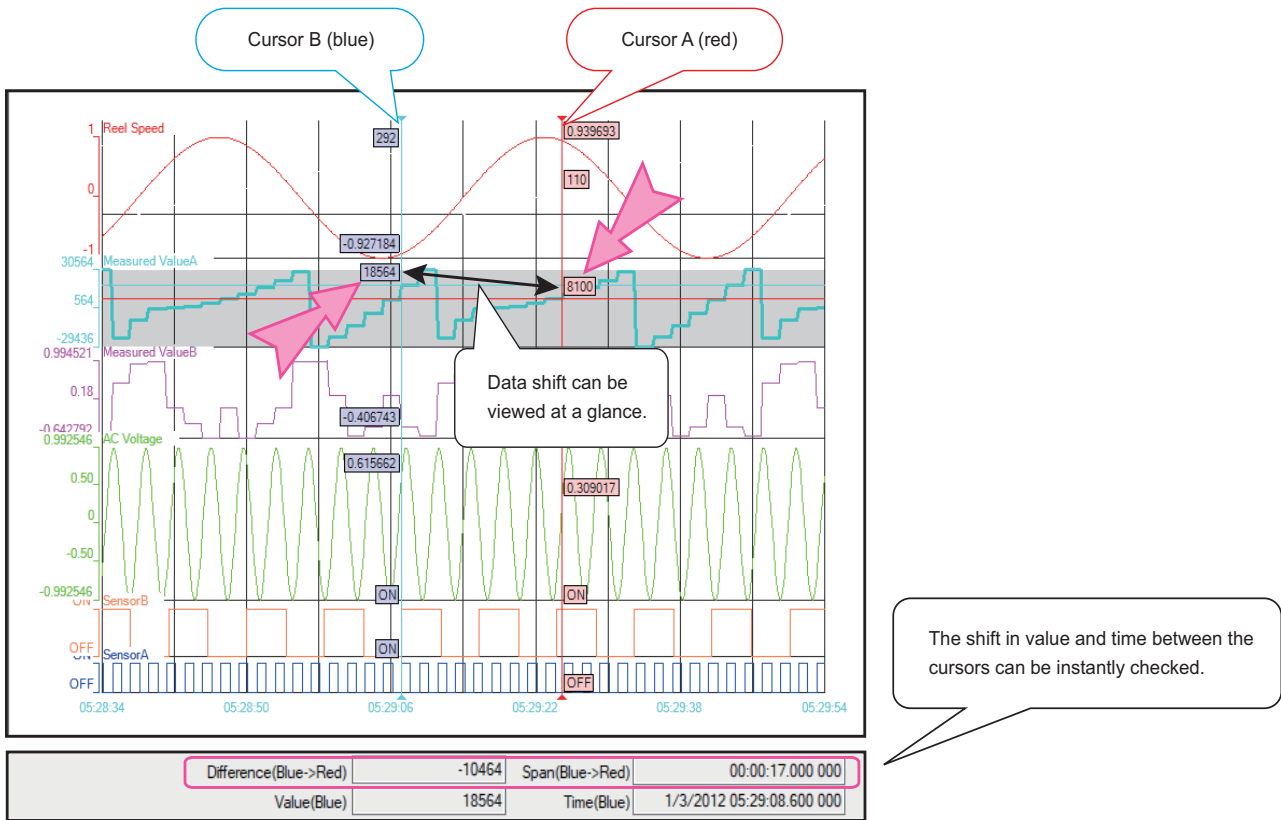 Cursor B (blue)
Cursor A (red)
1
Reel Speed
292
0.939693
110
0
-0.927184
-1
30564
Measured ValueA
18564
8100
564
-29436
0.994521
Measured ValueB
Data shift can be
viewed at a glance.
0.18
-0.406743
-0.642792
0.992546
AC Voltage
0.615662
0.50
0.309017
0
-0.50
-0.992546
ON
SensorB
ON
ON
OFF
ON
ON
SensorA
OFF
OFF
05:28:34
05:28:50
05:29:06
05:29:22
05:29:38
05:29:54
The shift in value and time between the
cursors can be instantly checked.
Difference(Blue->Red)
-10464
Span(Blue->Red)
00:00:17.000 000
Value(Blue)
18564
Time(Blue)
1/3/2012 05:29:08.600 000